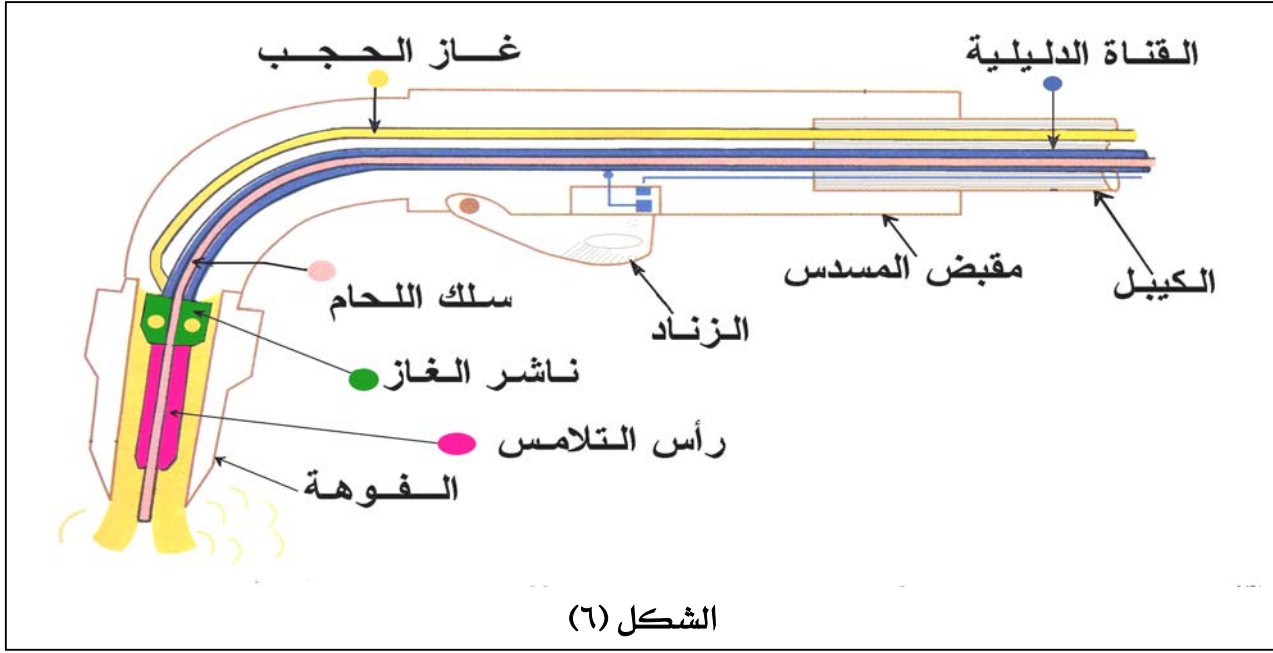 القناة الدليلية
غاز الحجب
الكيبل
مقبض المسدس
الزناد
سلك اللحام
ناشر الغاز
رأس التلامس
الفوهة
الشكل (٦)